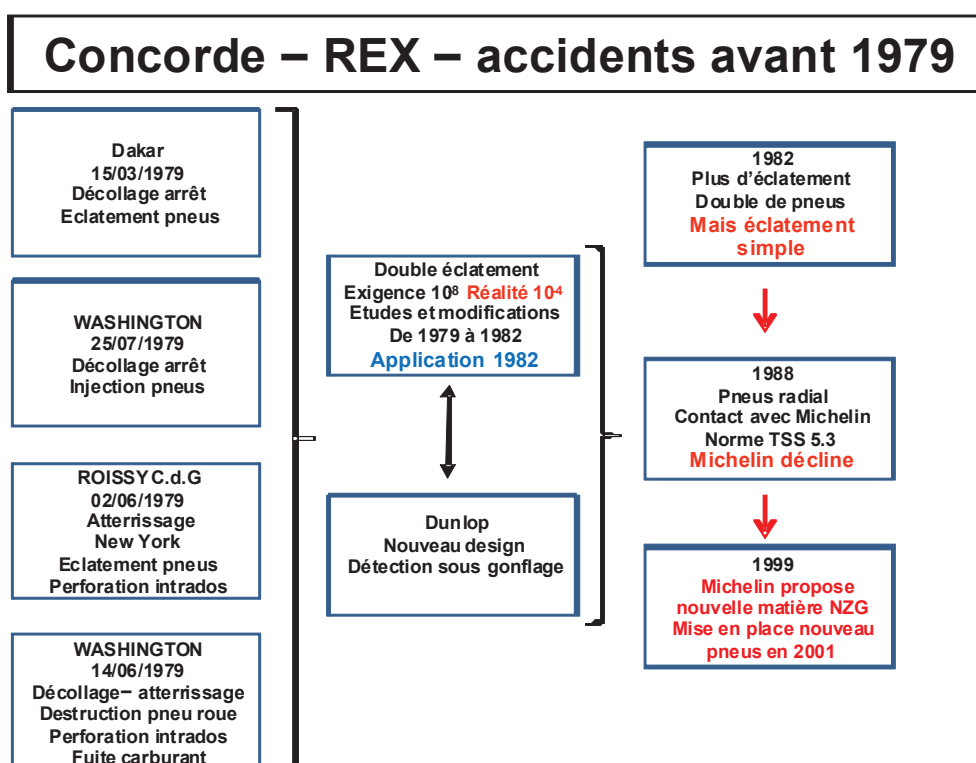 Concorde – REX – accidents avant 1979
Dakar
15/03/1979
Décollage arrêt
Eclatement pneus
WASHINGTON
25/07/1979
Décollage arrêt
Injection pneus
ROISSY C.d.G
02/06/1979
Atterrissage
New York
Eclatement pneus
Perforation intrados
WASHINGTON
14/06/1979
Décollage– atterrissage
Destruction pneu roue
Perforation intrados
Fuite carburant
Double éclatement
Exigence 10⁸ Réalité 10⁻⁴
Etudes et modifications
De 1979 à 1982
Application 1982
Dunlop
Nouveau design
Détection sous gonflage
1982
Plus d'éclatement
Double de pneus
Mais éclatement
simple
1988
Pneus radial
Contact avec Michelin
Norme TSS 5.3
Michelin décline
1999
Michelin propose
nouvelle matière NZG
Mise en place nouveau
pneus en 2001